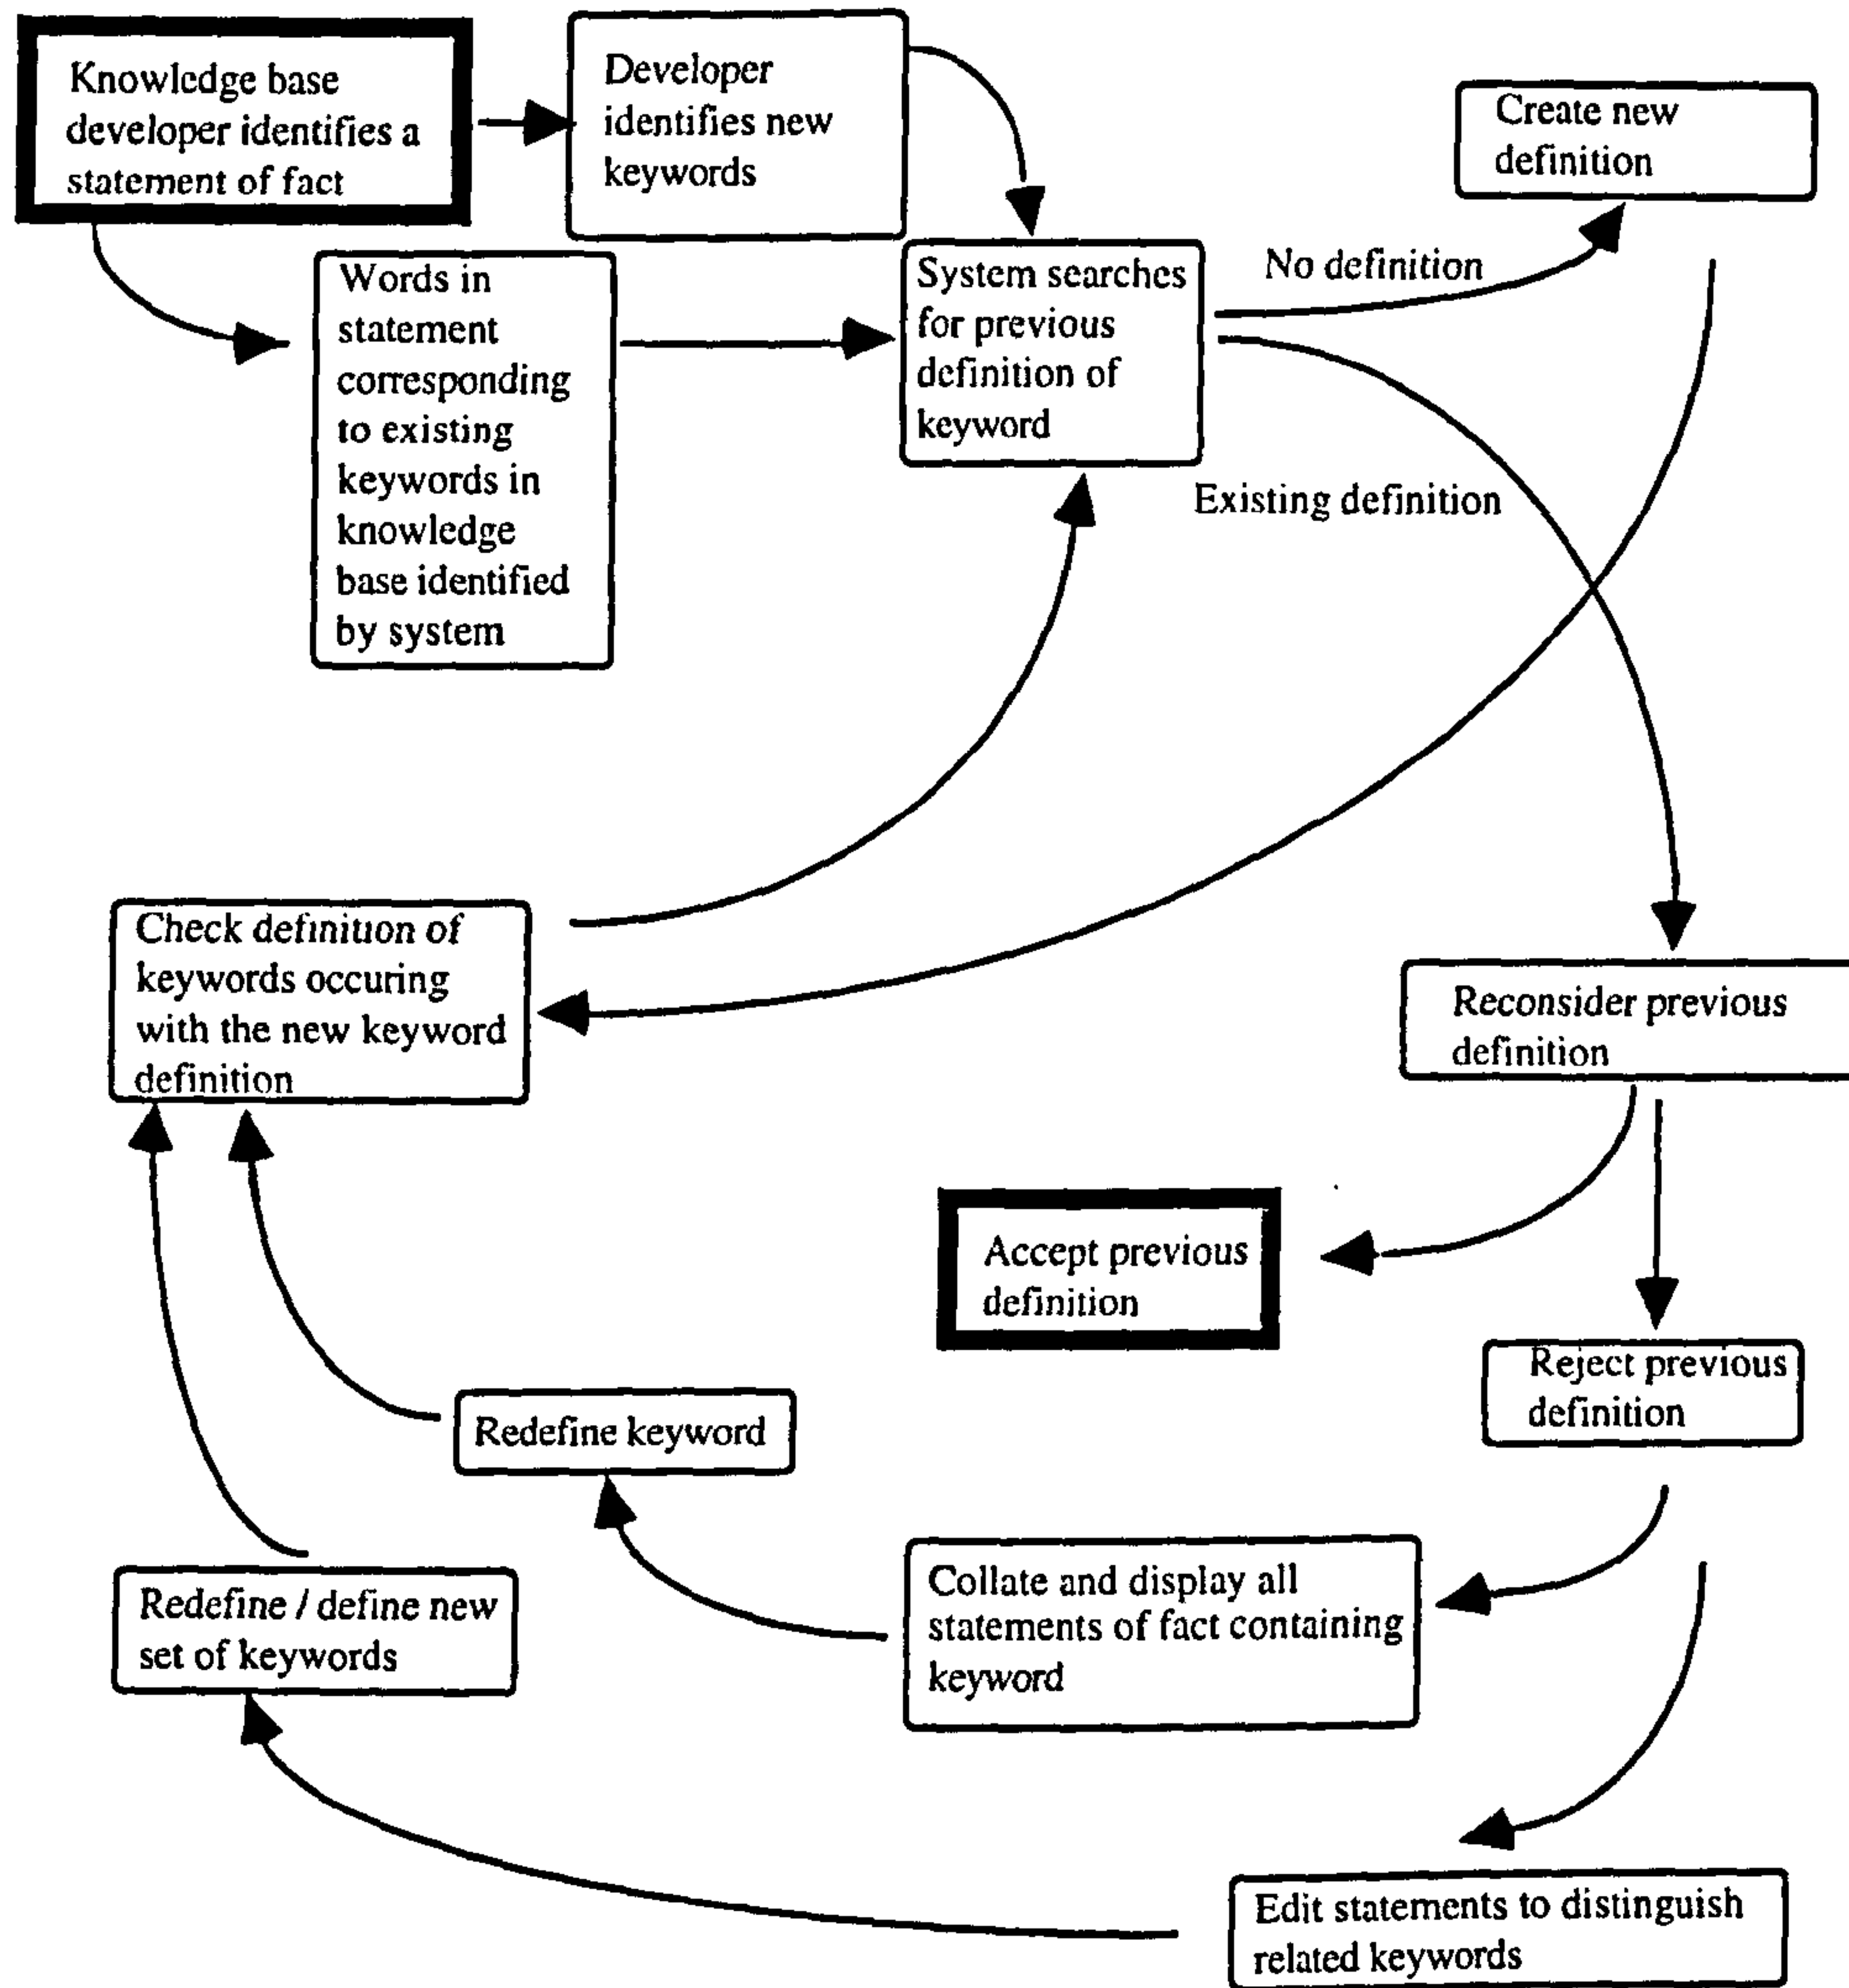 Knowledge base
developer identifies a
statement of fact
Developer
identifies new
keywords
Create new
definition
Words in
statement
corresponding
to existing
keywords in
knowledge
base identified
by system
System searches
for previous
definition of
keyword
No definition
Existing definition
Check definition of
keywords occuring
with the new keyword
definition
Reconsider previous
definition
Accept previous
definition
Reject previous
definition
Redefine keyword
Collate and display all
statements of fact containing
keyword
Redefine / define new
set of keywords
Edit statements to distinguish
related keywords